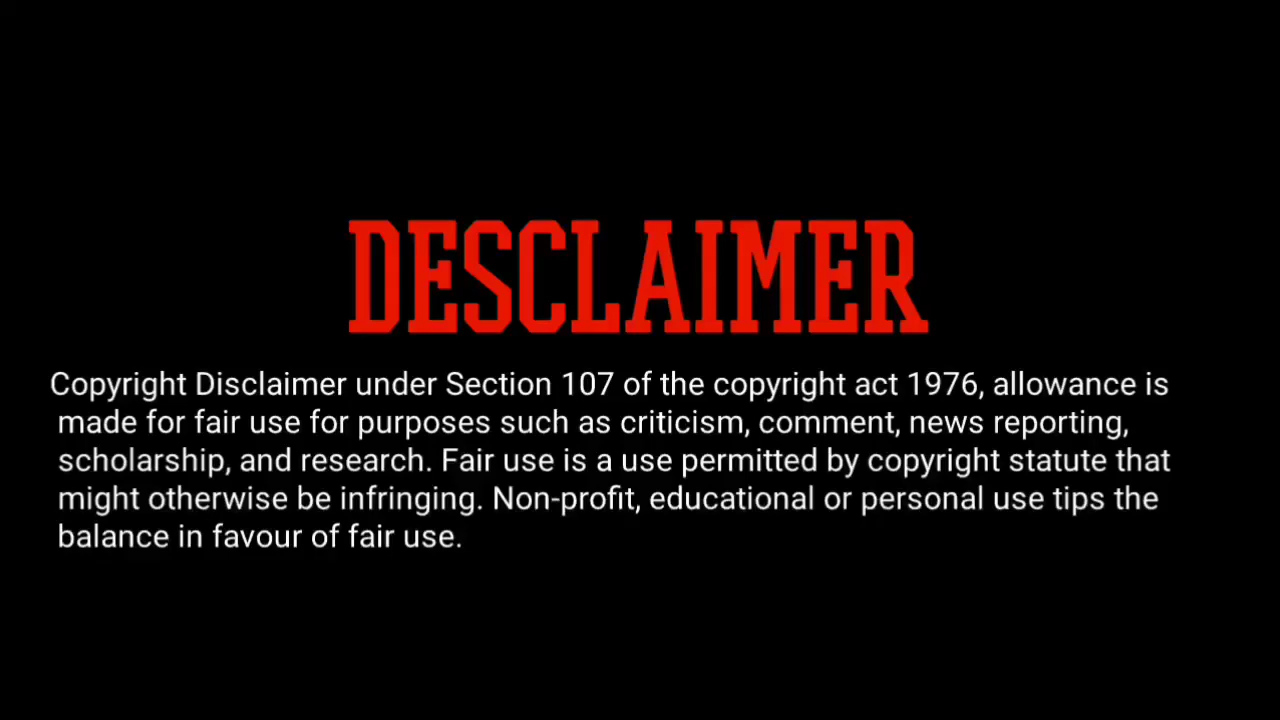 DESCLAIMER
Copyright Disclaimer under Section 107 of the copyright act 1976, allowance is
made for fair use for purposes such as criticism, comment, news reporting,
scholarship, and research. Fair use is a use permitted by copyright statute that
might otherwise be infringing. Non-profit, educational or personal use tips the
balance in favour of fair use.